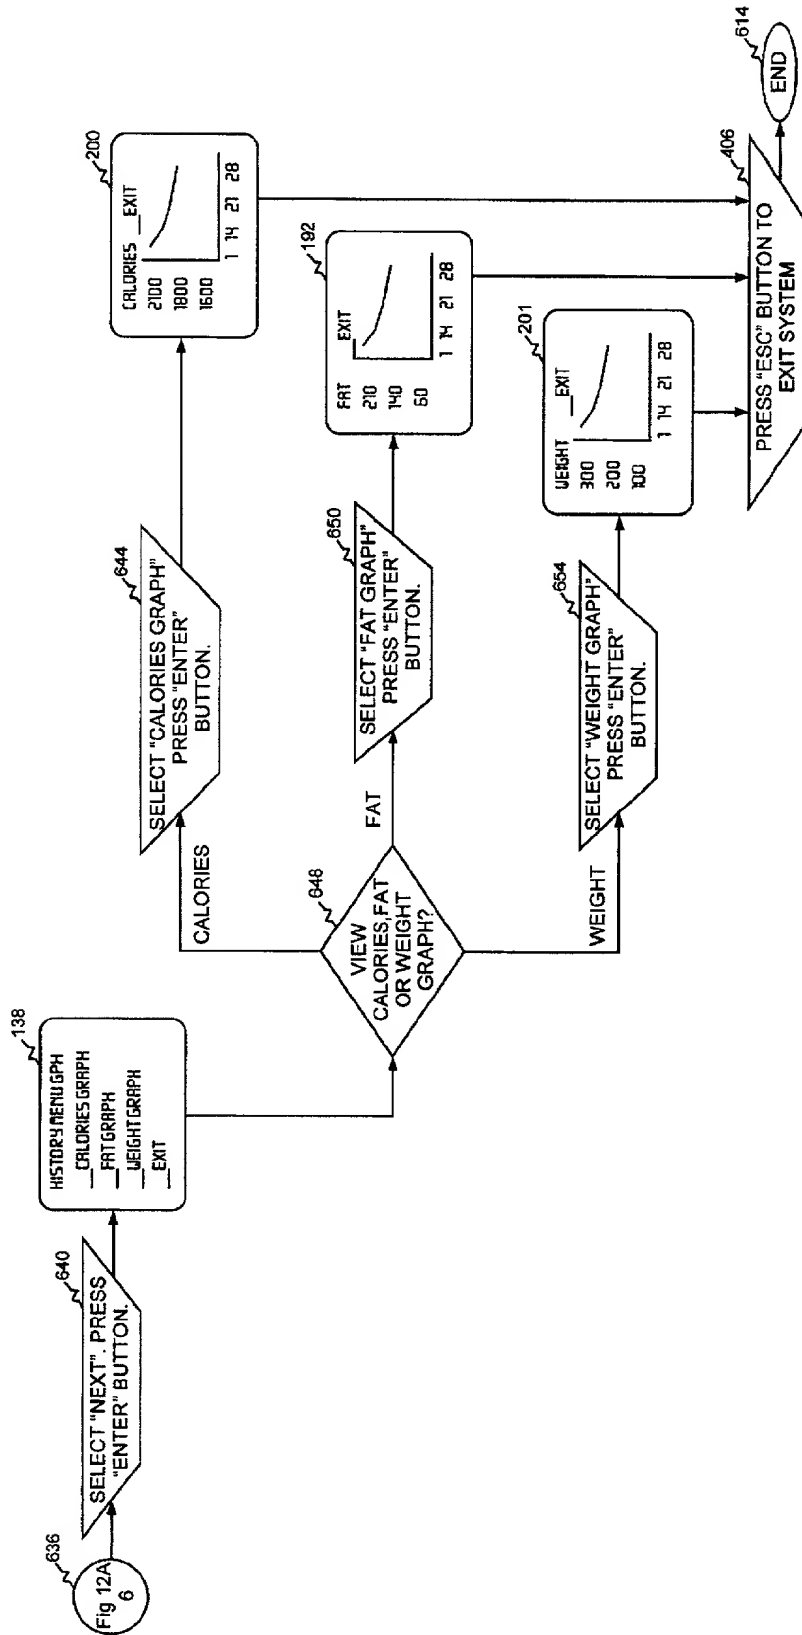 636
Fig 12A
6
640
SELECT "NEXT". PRESS
"ENTER" BUTTON.
138
HISTORY MENU GPH
__CALORIES GRAPH
__FAT GRAPH
__WEIGHT GRAPH
__EXIT
648
VIEW
CALORIES,FAT
OR WEIGHT
GRAPH?
CALORIES
644
SELECT "CALORIES GRAPH"
PRESS "ENTER"
BUTTON.
200
CALORIES __EXIT
2100
1800
1600
1 14 21 28
FAT
650
SELECT "FAT GRAPH"
PRESS "ENTER"
BUTTON.
192
FAT __EXIT
210
140
60
1 14 21 28
WEIGHT
654
SELECT "WEIGHT GRAPH"
PRESS "ENTER"
BUTTON.
201
WEIGHT __EXIT
300
200
100
1 14 21 28
406
PRESS "ESC" BUTTON TO
EXIT SYSTEM
614
END